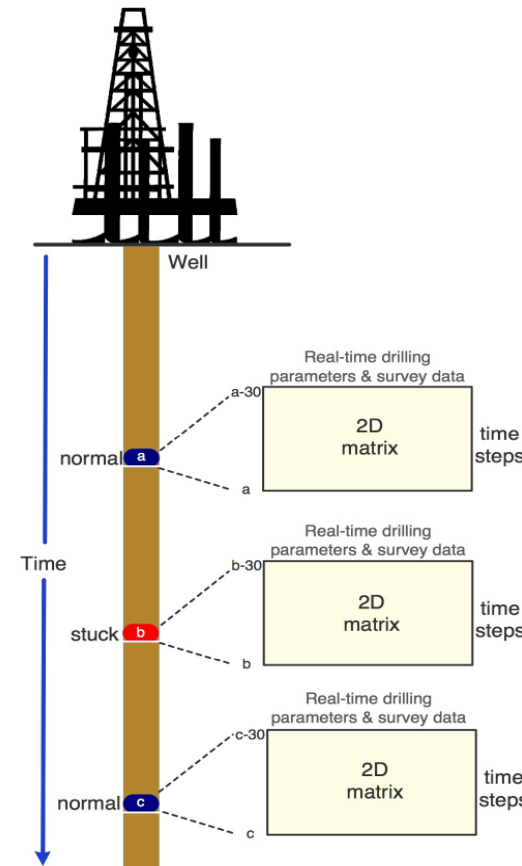 Well
Real-time drilling
parameters & survey data
a-30
2D
matrix
time
steps
normal
a
a
Time
Real-time drilling
parameters & survey data
b-30
2D
matrix
time
steps
stuck
b
b
Real-time drilling
parameters & survey data
c-30
2D
matrix
time
steps
normal
c
c